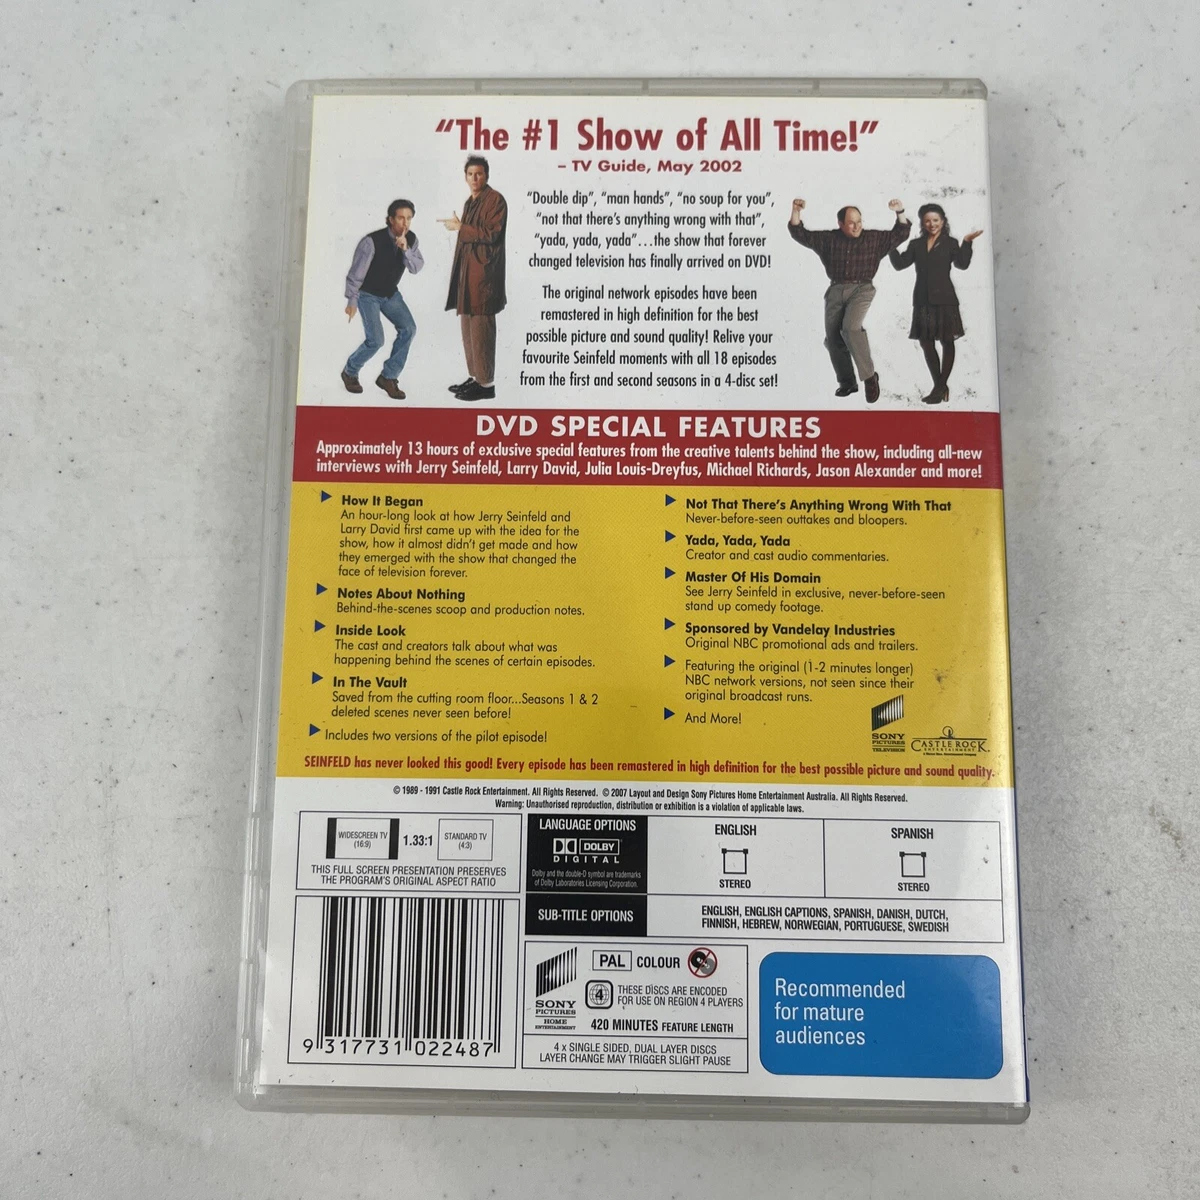 “The #1 Show of All Time!”
– TV Guide, May 2002
“Double dip”, “man hands”, “no soup for you”,
“not that there’s anything wrong with that”,
“yada, yada, yada”...the show that forever
changed television has finally arrived on DVD!
The original network episodes have been
remastered in high definition for the best
possible picture and sound quality! Relive your
favourite Seinfeld moments with all 18 episodes
from the first and second seasons in a 4-disc set!
DVD SPECIAL FEATURES
Approximately 13 hours of exclusive special features from the creative talents behind the show, including all-new
interviews with Jerry Seinfeld, Larry David, Julia Louis-Dreyfus, Michael Richards, Jason Alexander and more!
How It Began
An hour-long look at how Jerry Seinfeld and
Larry David first came up with the idea for the
show, how it almost didn’t get made and how
they emerged with the show that changed the
face of television forever.
Notes About Nothing
Behind-the-scenes scoop and production notes.
Inside Look
The cast and creators talk about what was
happening behind the scenes of certain episodes.
In The Vault
Saved from the cutting room floor...Seasons 1 & 2
deleted scenes never seen before!
Includes two versions of the pilot episode!
Not That There’s Anything Wrong With That
Never-before-seen outtakes and bloopers.
Yada, Yada, Yada
Creator and cast audio commentaries.
Master Of His Domain
See Jerry Seinfeld in exclusive, never-before-seen
stand up comedy footage.
Sponsored by Vandelay Industries
Original NBC promotional ads and trailers.
Featuring the original (1-2 minutes longer)
NBC network versions, not seen since their
original broadcast runs.
And More!
SONY
PICTURES
TELEVISION
CASTLE ROCK
ENTERTAINMENT
SEINFELD has never looked this good! Every episode has been remastered in high definition for the best possible picture and sound quality.
© 1989 - 1991 Castle Rock Entertainment. All Rights Reserved. © 2007 Layout and Design Sony Pictures Home Entertainment Australia. All Rights Reserved.
Warning: Unauthorised reproduction, distribution or exhibition is a violation of applicable laws.
WIDESCREEN TV
(16:9)
1.33:1
STANDARD TV
(4:3)
THIS FULL SCREEN PRESENTATION PRESERVES
THE PROGRAM'S ORIGINAL ASPECT RATIO
LANGUAGE OPTIONS
DOLBY
DIGITAL
Dolby and the double-D symbol are trademarks
of Dolby Laboratories Licensing Corporation.
ENGLISH
STEREO
SPANISH
STEREO
SUB-TITLE OPTIONS
ENGLISH, ENGLISH CAPTIONS, SPANISH, DANISH, DUTCH,
FINNISH, HEBREW, NORWEGIAN, PORTUGUESE, SWEDISH
9 317731 022487
SONY
PICTURES
HOME
ENTERTAINMENT
PAL COLOUR
4
THESE DISCS ARE ENCODED
FOR USE ON REGION 4 PLAYERS
420 MINUTES FEATURE LENGTH
4 x SINGLE SIDED, DUAL LAYER DISCS
LAYER CHANGE MAY TRIGGER SLIGHT PAUSE
Recommended
for mature
audiences